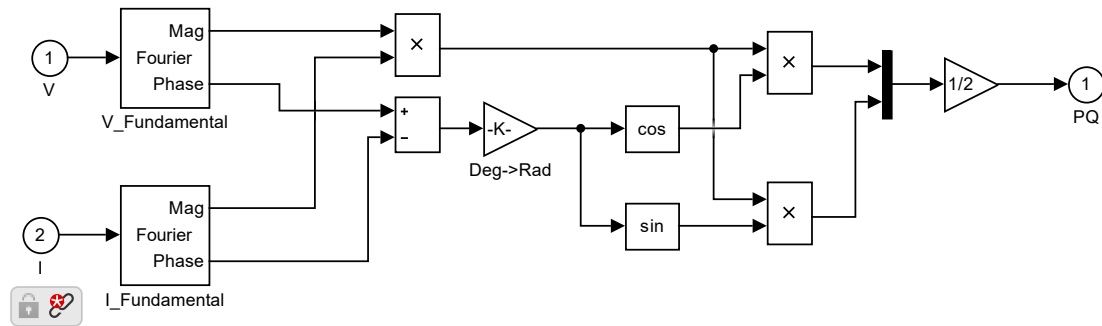 1
V
Mag
Fourier
Phase
V_Fundamental
×
+
−
-K-
Deg->Rad
cos
sin
×
×
1/2
1
PQ
2
I
Mag
Fourier
Phase
I_Fundamental